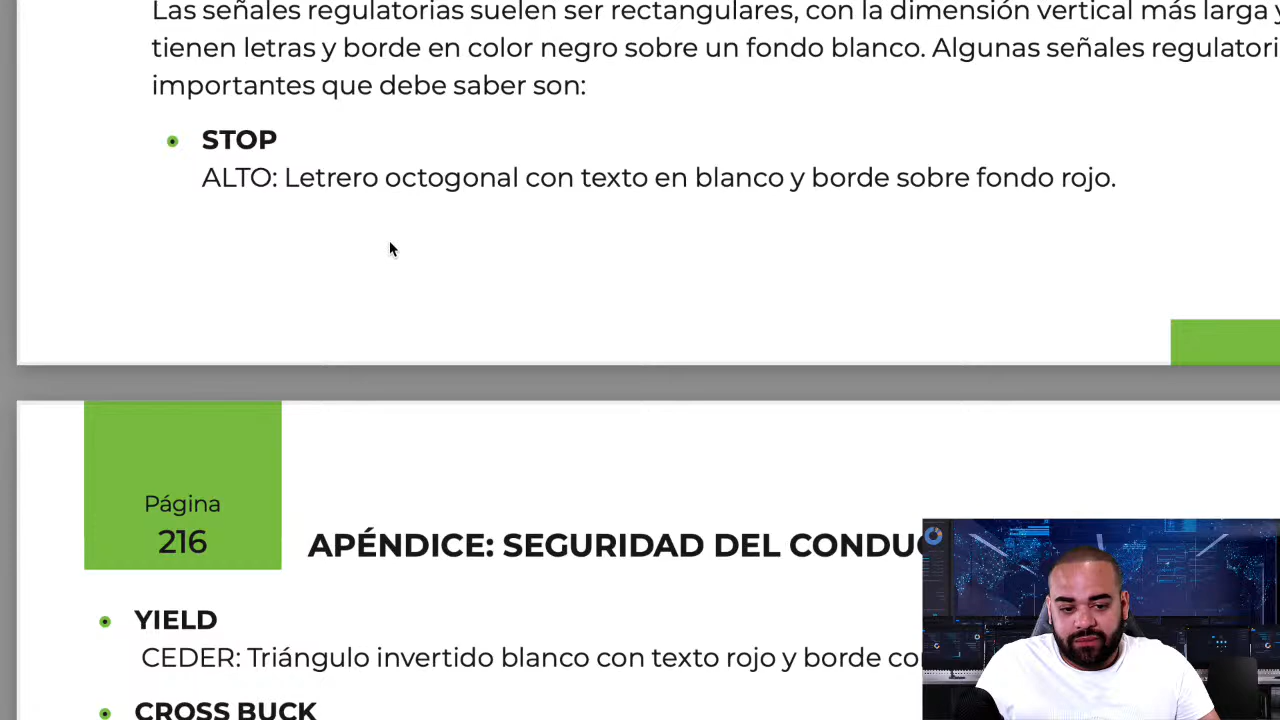 Las señales regulatorias suelen ser rectangulares, con la dimensión vertical más larga y
tienen letras y borde en color negro sobre un fondo blanco. Algunas señales
importantes que debe saber son:
STOP
ALTO: Letrero octogonal con texto en blanco y borde sobre fondo rojo.
Página
216
APÉNDICE: SEGURIDAD DEL
YIELD
CEDER: Triángulo invertido blanco con texto rojo y borde
CROSS BUCK